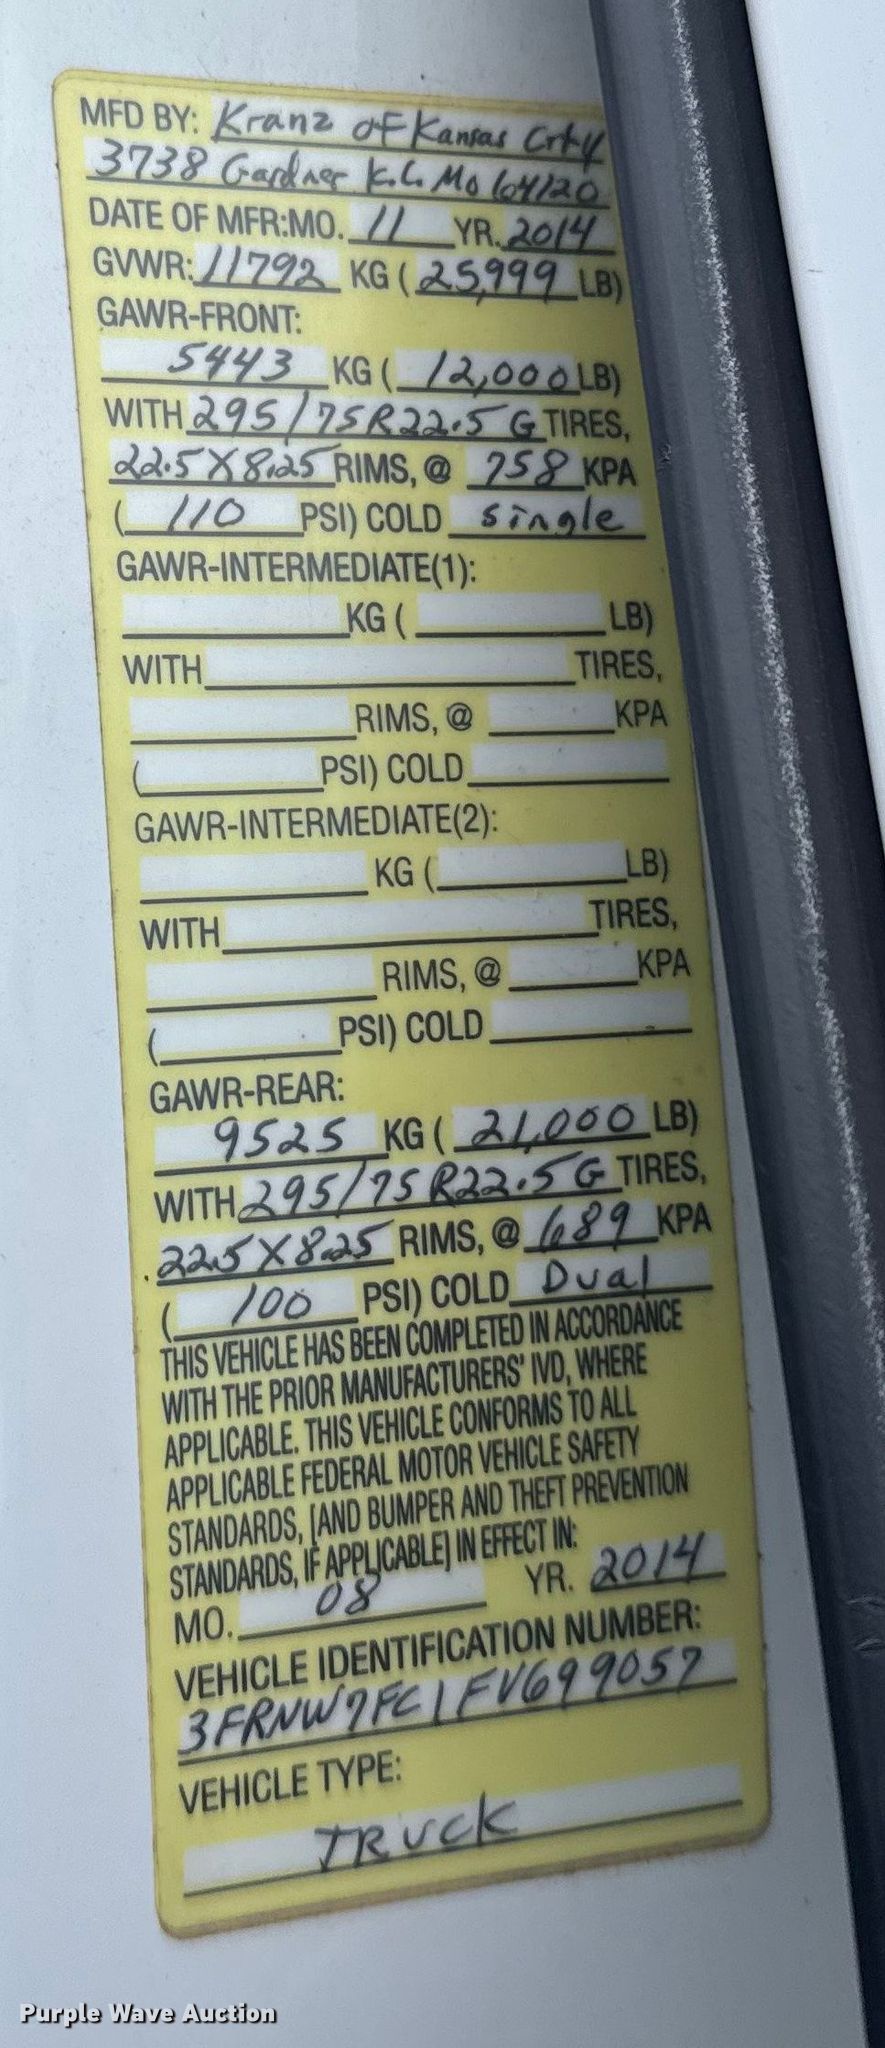 MFD BY: Kranz of Kansas City
3738 Gardner K.C. Mo 64120
DATE OF MFR:MO. 11 YR. 2014
GVWR: 11792 KG ( 25,999 LB)
GAWR-FRONT:
5443 KG ( 12,000 LB)
WITH 295/75R22.5 G TIRES,
22.5X8.25 RIMS, @ 758 KPA
( 110 PSI) COLD single
GAWR-INTERMEDIATE(1):
KG ( LB)
WITH TIRES,
RIMS, @ KPA
( PSI) COLD
GAWR-INTERMEDIATE(2):
KG ( LB)
WITH TIRES,
RIMS, @ KPA
( PSI) COLD
GAWR-REAR:
9525 KG ( 21,000 LB)
WITH 295/75 R22.5 G TIRES,
22.5 X 8.25 RIMS, @ 689 KPA
( 100 PSI) COLD Dual
THIS VEHICLE HAS BEEN COMPLETED IN ACCORDANCE
WITH THE PRIOR MANUFACTURERS' IVD, WHERE
APPLICABLE. THIS VEHICLE CONFORMS TO ALL
APPLICABLE FEDERAL MOTOR VEHICLE SAFETY
STANDARDS, [AND BUMPER AND THEFT PREVENTION
STANDARDS, IF APPLICABLE] IN EFFECT IN:
MO. 08 YR. 2014
VEHICLE IDENTIFICATION NUMBER:
3FRNW7FC1FV699057
VEHICLE TYPE:
TRUCK
Purple Wave Auction